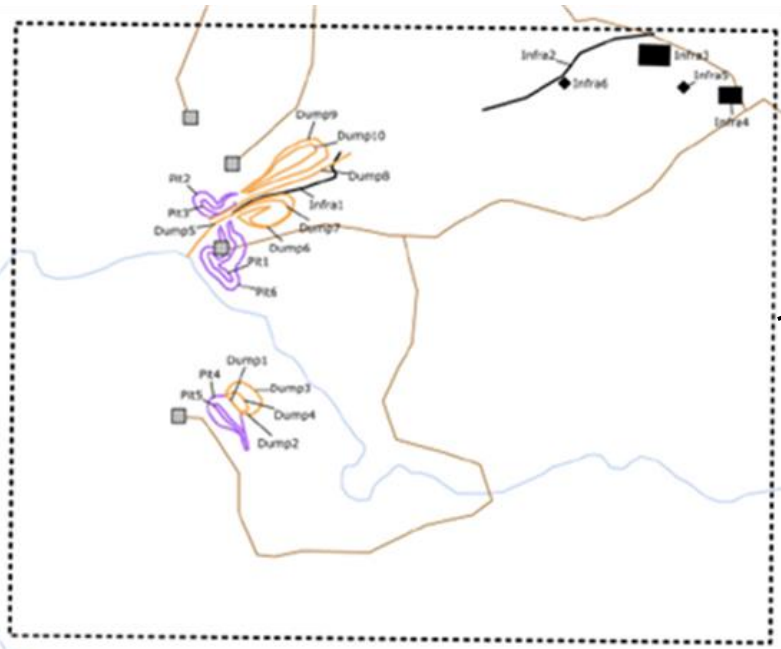 Infra2
Infra3
Infra5
Infra6
Infra4
Dump9
Dump10
Dump8
Pit2
Infra1
Pit3
Dump5
Dump7
Dump6
Pit1
Pit6
Dump1
Pit4
Dump3
Pit5
Dump4
Dump2